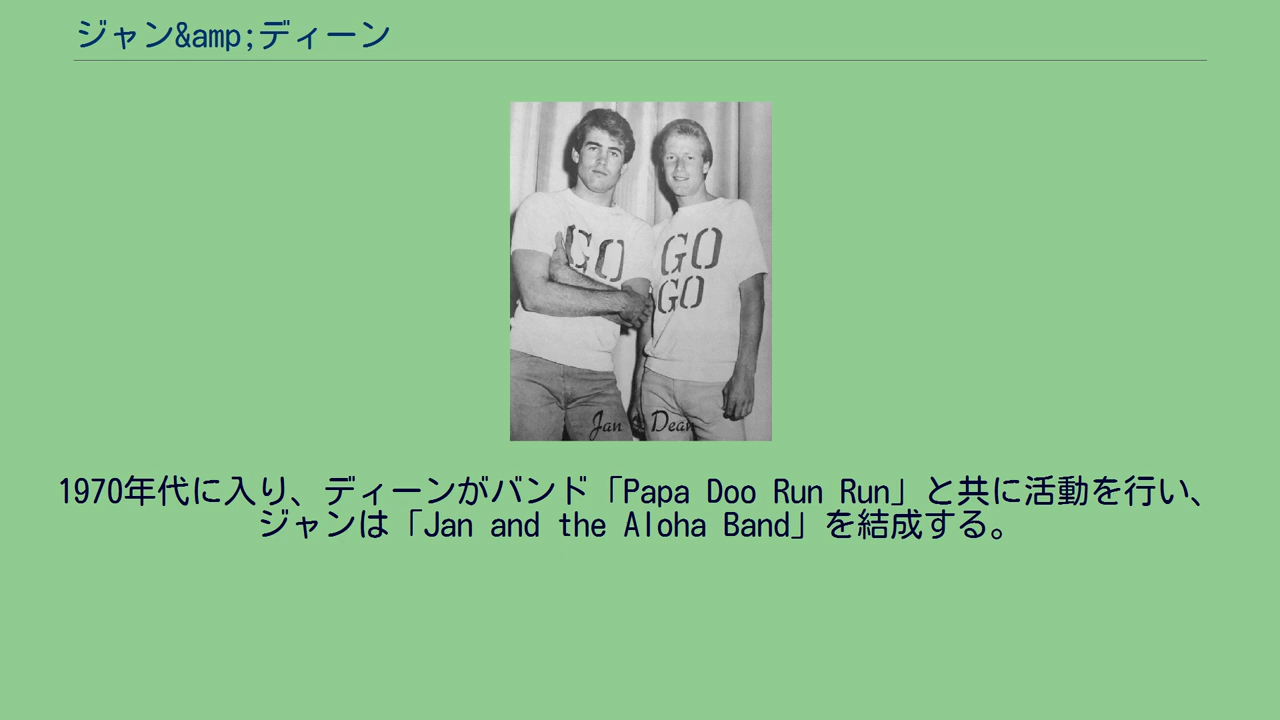 ジャン&amp;ディーン
GO
GO
GO
Jan & Dean
1970年代に入り、ディーンがバンド「Papa Doo Run Run」と共に活動を行い、
ジャンは「Jan and the Aloha Band」を結成する。